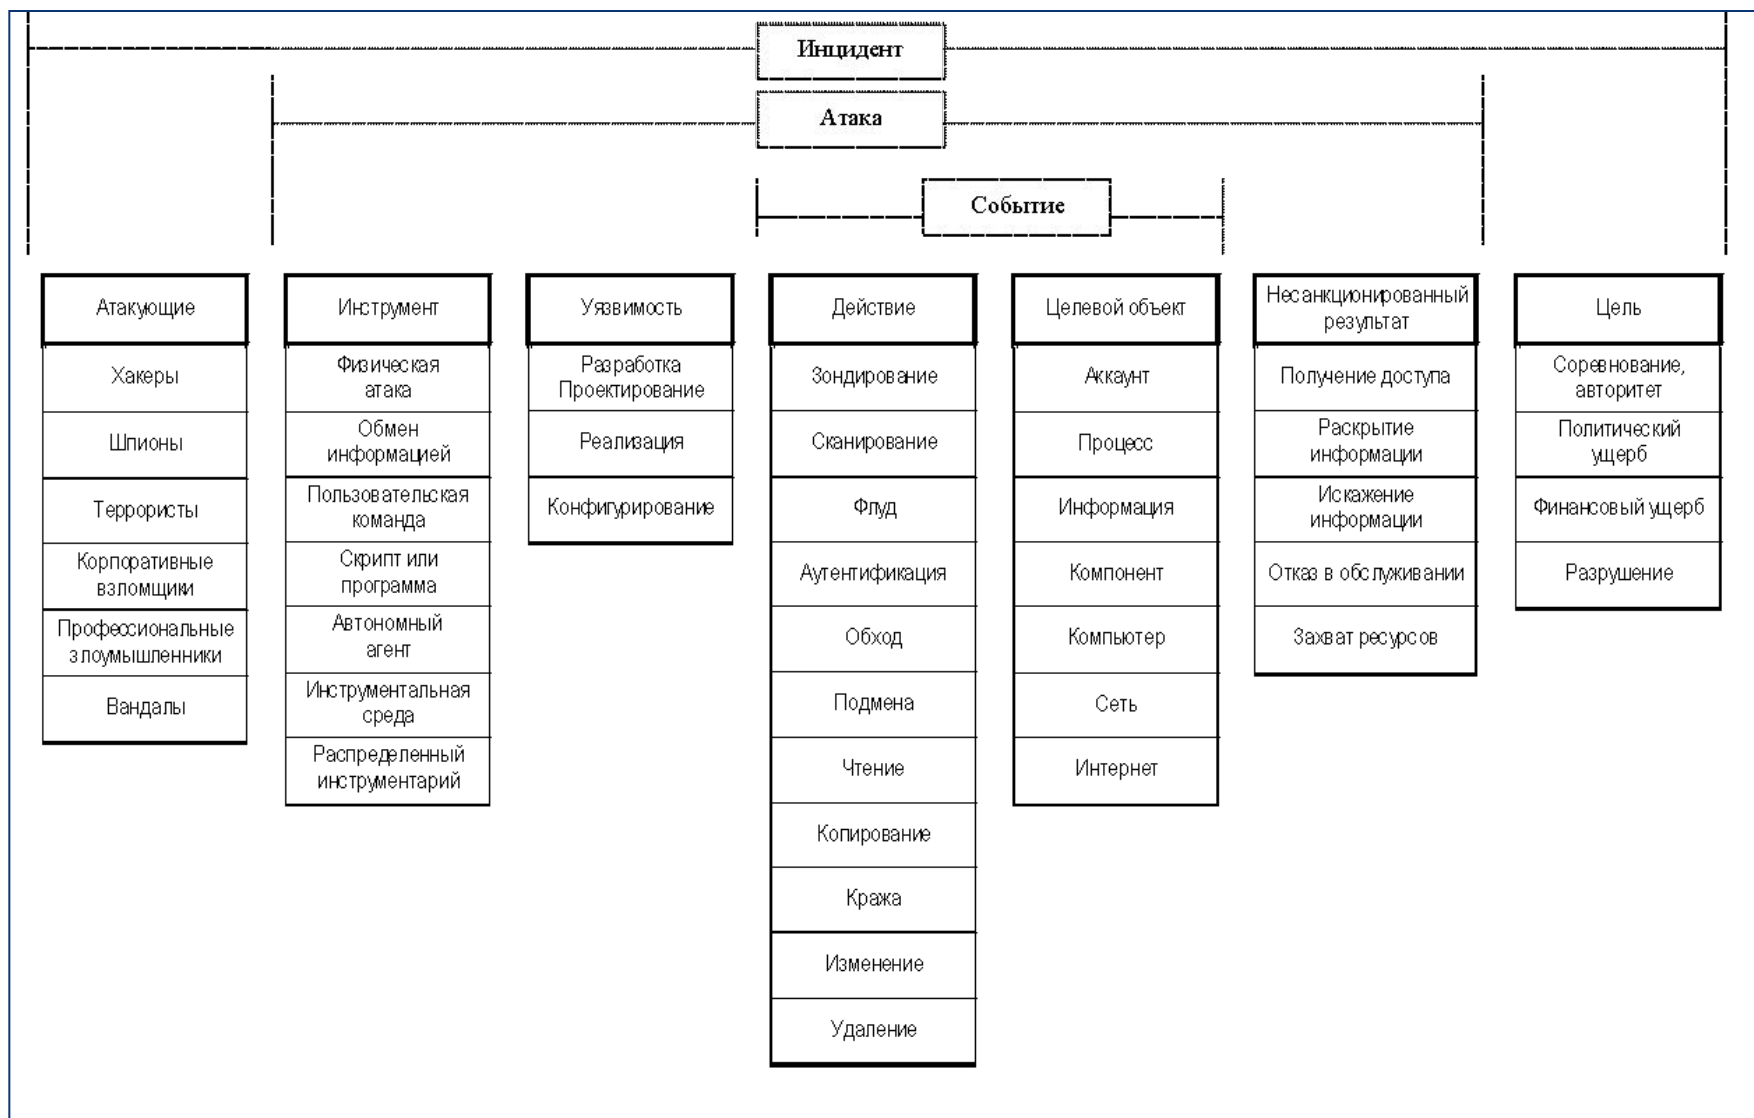 Инцидент
Атака
Событие
Атакующие
Хакеры
Шпионы
Террористы
Корпоративные
взломщики
Профессиональные
злоумышленники
Вандалы
Инструмент
Физическая
атака
Обмен
информацией
Пользовательская
команда
Скрипт или
программа
Автономный
агент
Инструментальная
среда
Распределенный
инструментарий
Уязвимость
Разработка
Проектирование
Реализация
Конфигурирование
Действие
Зондирование
Сканирование
Флуд
Аутентификация
Обход
Подмена
Чтение
Копирование
Кража
Изменение
Удаление
Целевой объект
Аккаунт
Процесс
Информация
Компонент
Компьютер
Сеть
Интернет
Несанкционированный
результат
Получение доступа
Раскрытие
информации
Искажение
информации
Отказ в обслуживании
Захват ресурсов
Цель
Соревнование,
авторитет
Политический
ущерб
Финансовый ущерб
Разрушение